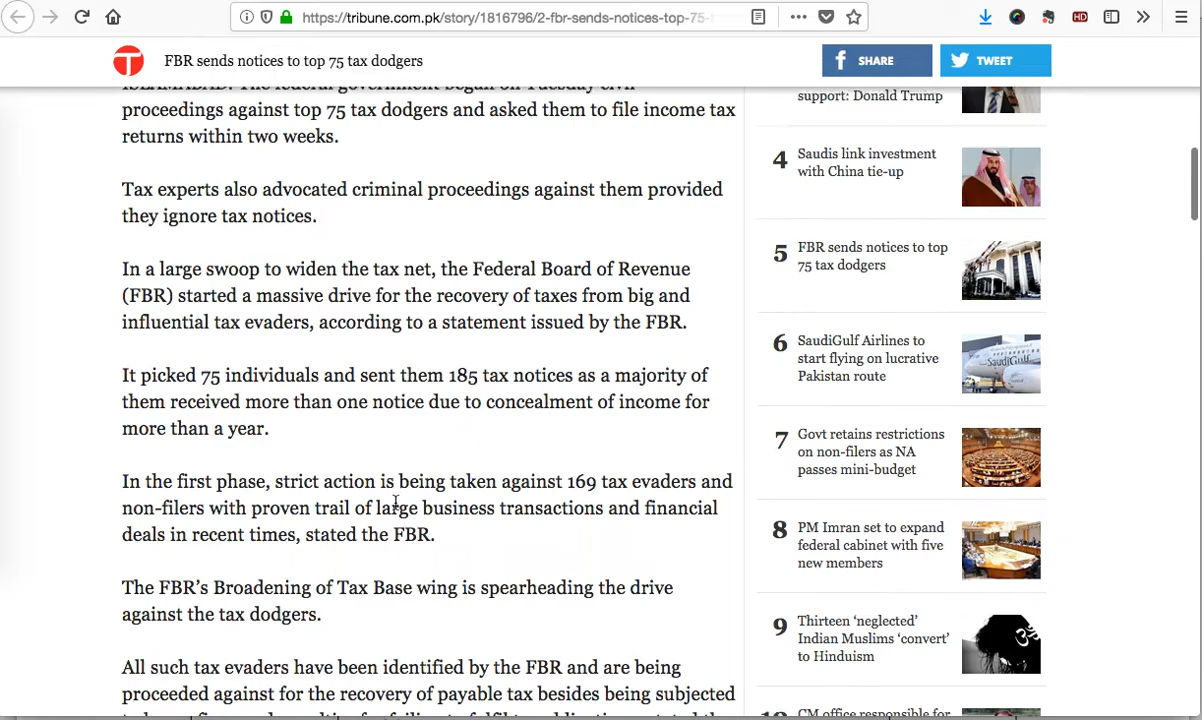 https://tribune.com.pk/story/1816796/2-fbr-sends-notices-top-75-
HD
FBR sends notices to top 75 tax dodgers
SHARE
TWEET
ISLAMABAD: The federal government began on Tuesday civil
proceedings against top 75 tax dodgers and asked them to file income tax
returns within two weeks.
Tax experts also advocated criminal proceedings against them provided
they ignore tax notices.
In a large swoop to widen the tax net, the Federal Board of Revenue
(FBR) started a massive drive for the recovery of taxes from big and
influential tax evaders, according to a statement issued by the FBR.
It picked 75 individuals and sent them 185 tax notices as a majority of
them received more than one notice due to concealment of income for
more than a year.
In the first phase, strict action is being taken against 169 tax evaders and
non-filers with proven trail of large business transactions and financial
deals in recent times, stated the FBR.
The FBR’s Broadening of Tax Base wing is spearheading the drive
against the tax dodgers.
All such tax evaders have been identified by the FBR and are being
proceeded against for the recovery of payable tax besides being subjected
support: Donald Trump
4
Saudis link investment
with China tie-up
5
FBR sends notices to top
75 tax dodgers
6
SaudiGulf Airlines to
start flying on lucrative
Pakistan route
SaudiGulf
7
Govt retains restrictions
on non-filers as NA
passes mini-budget
8
PM Imran set to expand
federal cabinet with five
new members
9
Thirteen ‘neglected’
Indian Muslims ‘convert’
to Hinduism
ॐ
CM office responsible for